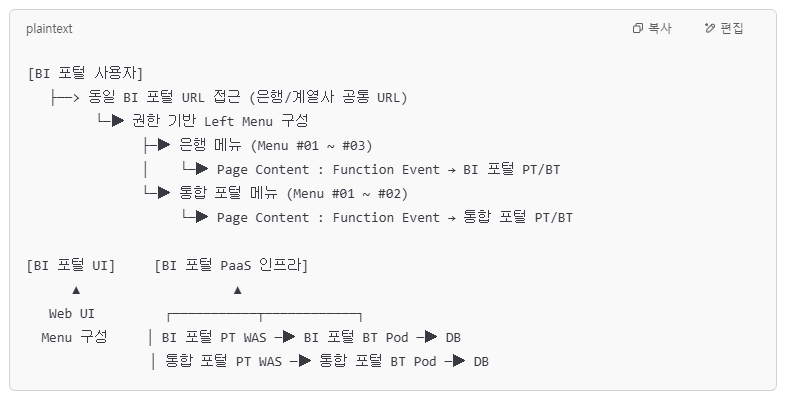 plaintext 복사 편집
[BI 포털 사용자]
├──> 동일 BI 포털 URL 접근 (은행/계열사 공통 URL)
└─▶ 권한 기반 Left Menu 구성
├─▶ 은행 메뉴 (Menu #01 ~ #03)
│ └─▶ Page Content : Function Event → BI 포털 PT/BT
└─▶ 통합 포털 메뉴 (Menu #01 ~ #02)
└─▶ Page Content : Function Event → 통합 포털 PT/BT
[BI 포털 UI] [BI 포털 PaaS 인프라]
▲ ▲
Web UI ┌───────────┬────────────┐
Menu 구성 │ BI 포털 PT WAS ─▶ BI 포털 BT Pod ─▶ DB
│ 통합 포털 PT WAS ─▶ 통합 포털 BT Pod ─▶ DB